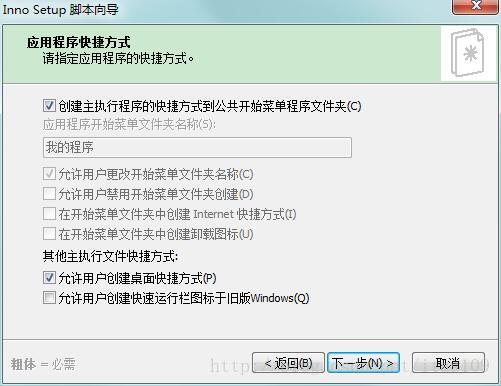 Inno Setup 脚本向导
应用程序快捷方式
请指定应用程序的快捷方式。
创建主执行程序的快捷方式到公共开始菜单程序文件夹(C)
应用程序开始菜单文件夹名称(S):
我的程序
允许用户更改开始菜单文件夹名称(C)
允许用户禁用开始菜单文件夹创建(D)
在开始菜单文件夹中创建 Internet 快捷方式(I)
在开始菜单文件夹中创建卸载图标(U)
其他主执行文件快捷方式:
允许用户创建桌面快捷方式(P)
允许用户创建快速运行栏图标于旧版Windows(Q)
粗体 = 必需
< 返回(B)
下一步(N) >
取消